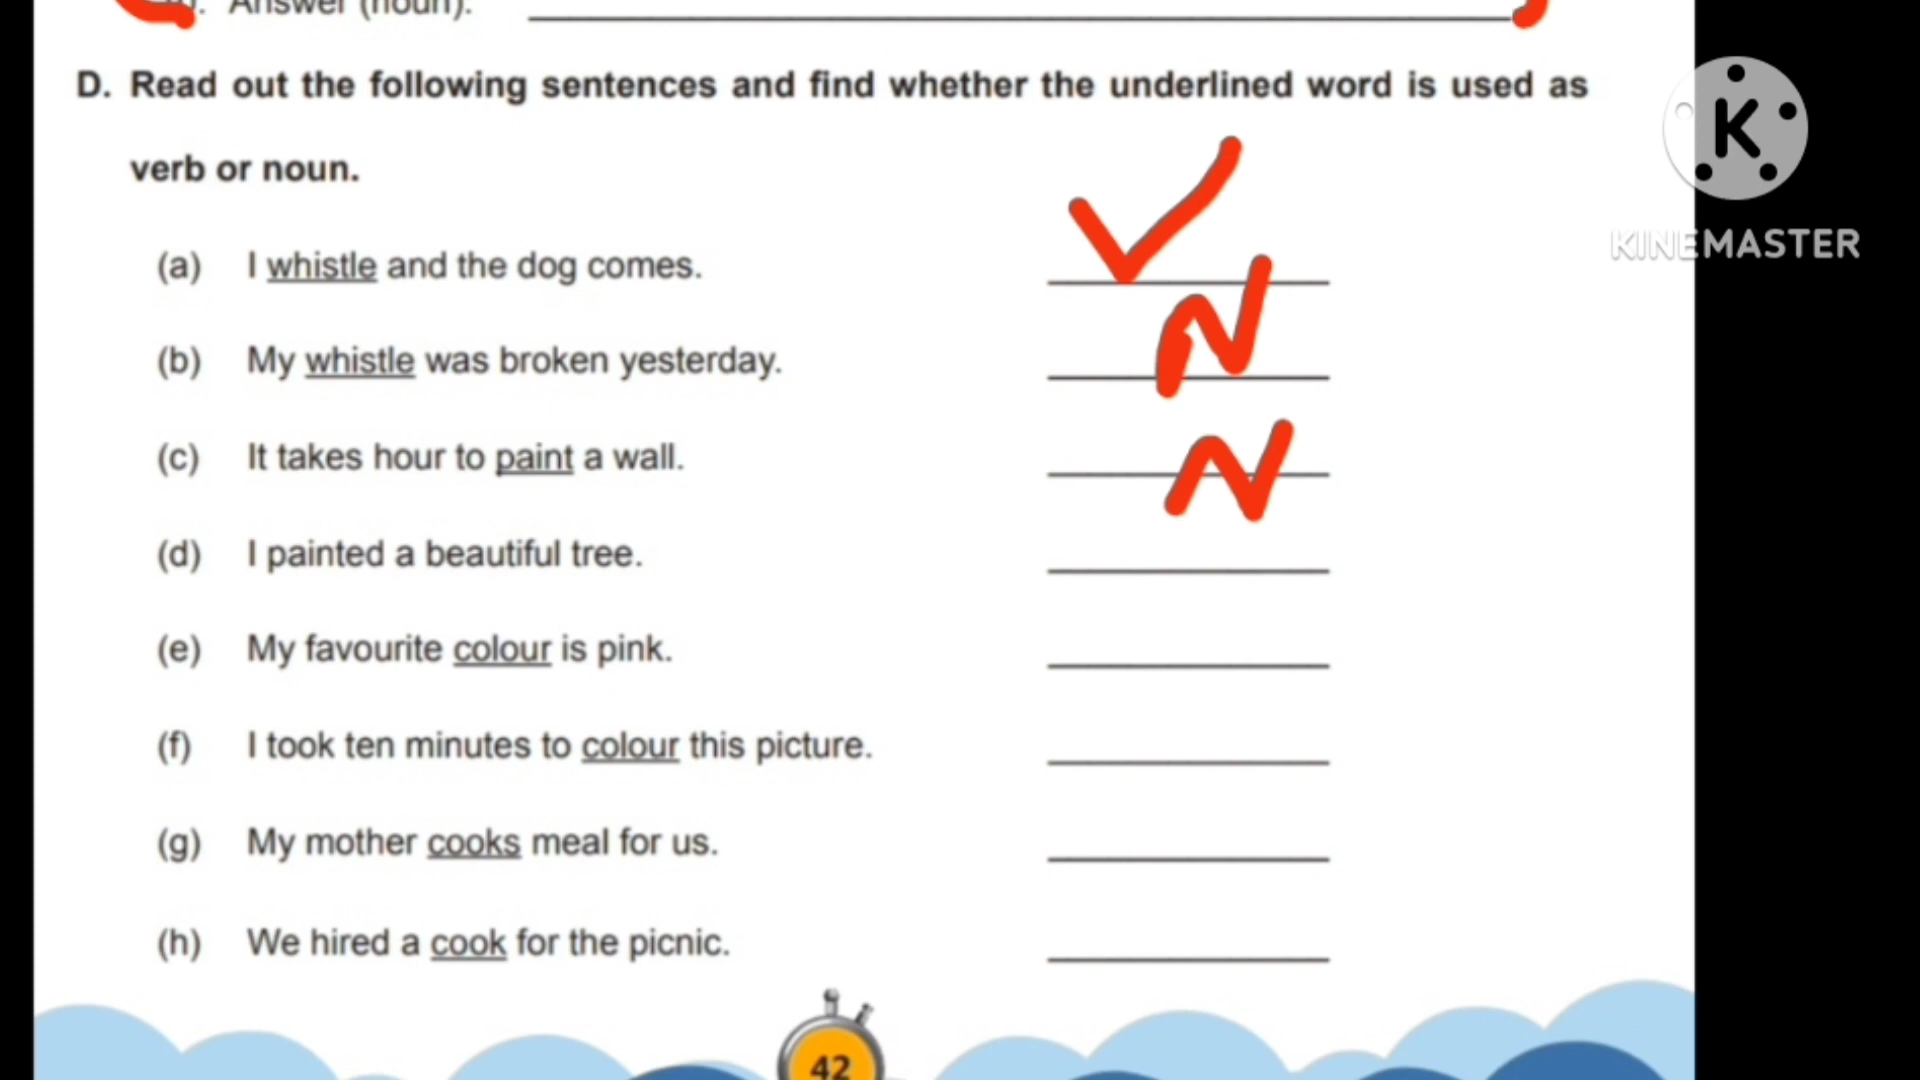 Answer (noun).
D. Read out the following sentences and find whether the underlined word is used as
verb or noun.
(a) I whistle and the dog comes. V
(b) My whistle was broken yesterday. N
(c) It takes hour to paint a wall. N
(d) I painted a beautiful tree.
(e) My favourite colour is pink.
(f) I took ten minutes to colour this picture.
(g) My mother cooks meal for us.
(h) We hired a cook for the picnic.
42
K
KINEMASTER